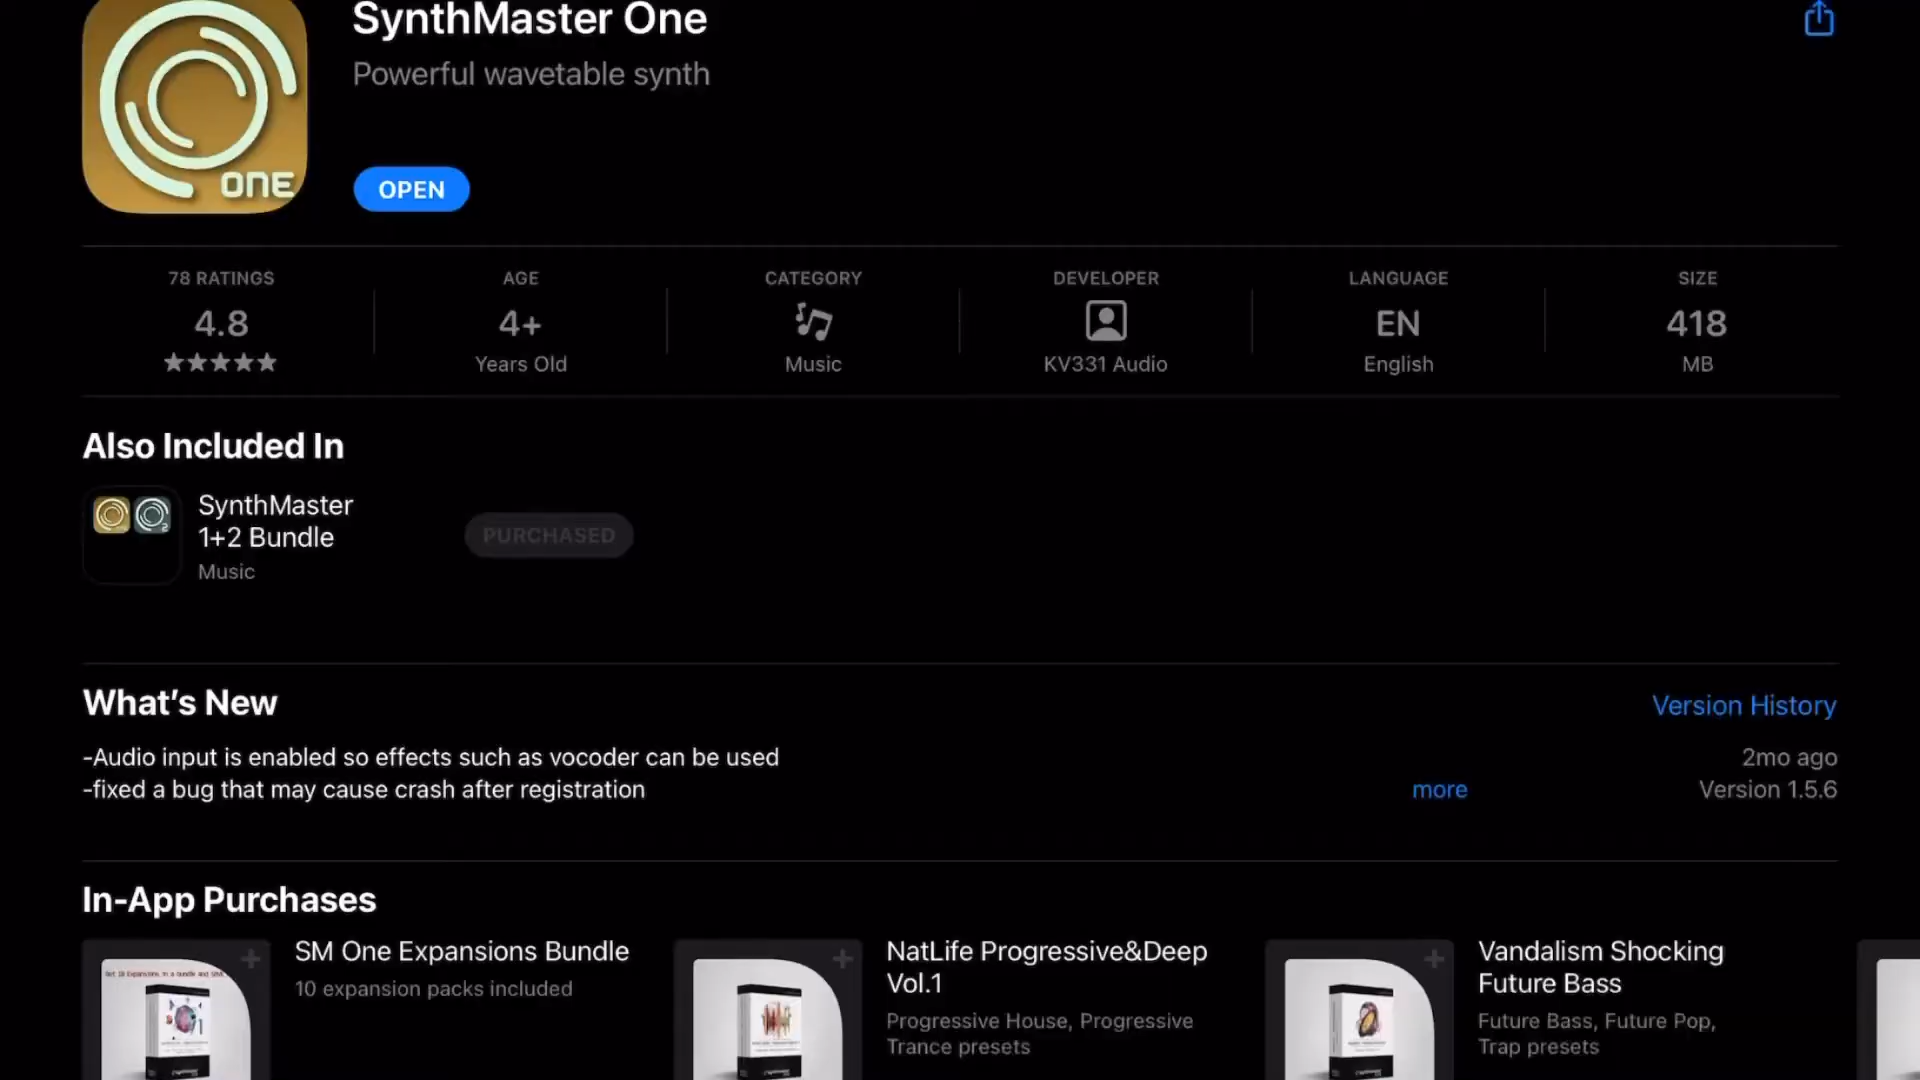 SynthMaster One
Powerful wavetable synth
ONE
OPEN
78 RATINGS
4.8
AGE
4+
Years Old
CATEGORY
Music
DEVELOPER
KV331 Audio
LANGUAGE
EN
English
SIZE
418
MB
Also Included In
SynthMaster
1+2 Bundle
Music
PURCHASED
What's New
Version History
-Audio input is enabled so effects such as vocoder can be used
2mo ago
-fixed a bug that may cause crash after registration
more
Version 1.5.6
In-App Purchases
SM One Expansions Bundle
10 expansion packs included
NatLife Progressive&Deep
Vol.1
Progressive House, Progressive
Trance presets
Vandalism Shocking
Future Bass
Future Bass, Future Pop,
Trap presets